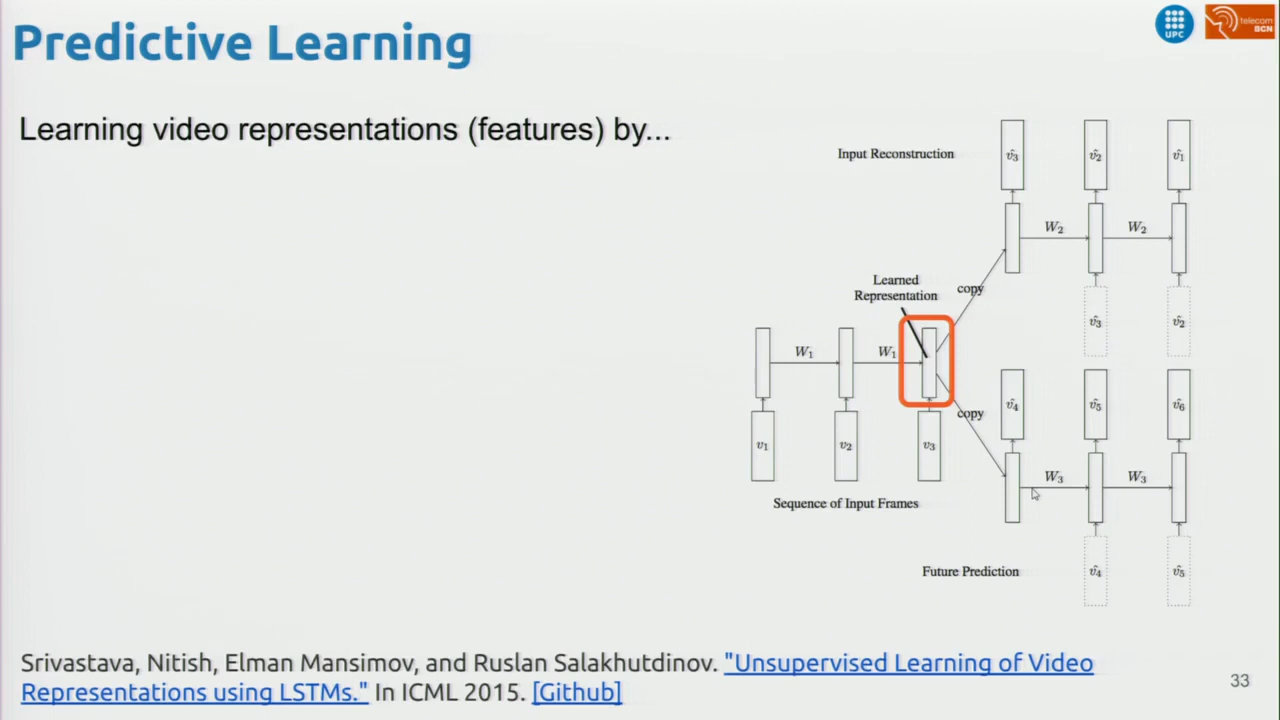 Predictive Learning
UPC
telecom
BCN
Learning video representations (features) by...
Input Reconstruction
v̂3
v̂2
v̂1
W2
W2
Learned
Representation
copy
v̂3
v̂2
W1
W1
v1
v2
v3
Sequence of Input Frames
copy
v̂4
v̂5
v̂6
W3
W3
Future Prediction
v̂4
v̂5
Srivastava, Nitish, Elman Mansimov, and Ruslan Salakhutdinov. "Unsupervised Learning of Video
Representations using LSTMs." In ICML 2015. [Github]
33